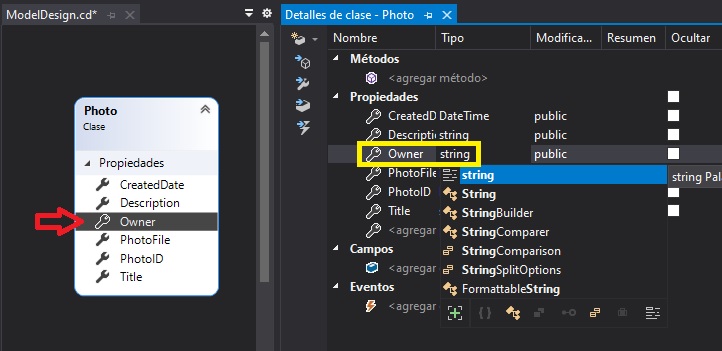 ModelDesign.cd*
Detalles de clase - Photo
Nombre Tipo Modifica... Resumen Ocultar
Métodos
<agregar método>
Propiedades
CreatedD DateTime public
Descriptic string public
Owner string public
PhotoFile
PhotoID
Title
<agregar
Campos
<agregar
Eventos
<agregar
string
String
StringBuilder
StringComparer
StringComparison
StringSplitOptions
FormattableString
string Pal
Photo
Clase
Propiedades
CreatedDate
Description
Owner
PhotoFile
PhotoID
Title